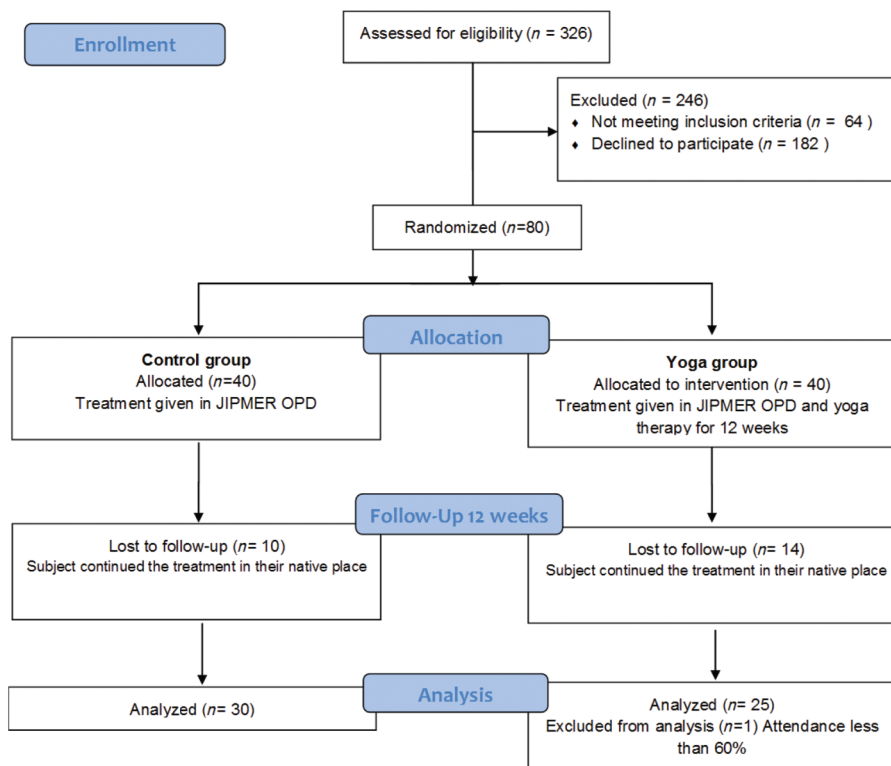 Enrollment
Assessed for eligibility (n = 326)
Excluded (n = 246)
♦ Not meeting inclusion criteria (n = 64 )
♦ Declined to participate (n = 182 )
Randomized (n=80)
Allocation
Control group
Allocated (n=40)
Treatment given in JIPMER OPD
Yoga group
Allocated to intervention (n = 40)
Treatment given in JIPMER OPD and yoga
therapy for 12 weeks
Follow-Up 12 weeks
Lost to follow-up (n= 10)
Subject continued the treatment in their native place
Lost to follow-up (n= 14)
Subject continued the treatment in their native place
Analysis
Analyzed (n= 30)
Analyzed (n= 25)
Excluded from analysis (n=1) Attendance less
than 60%